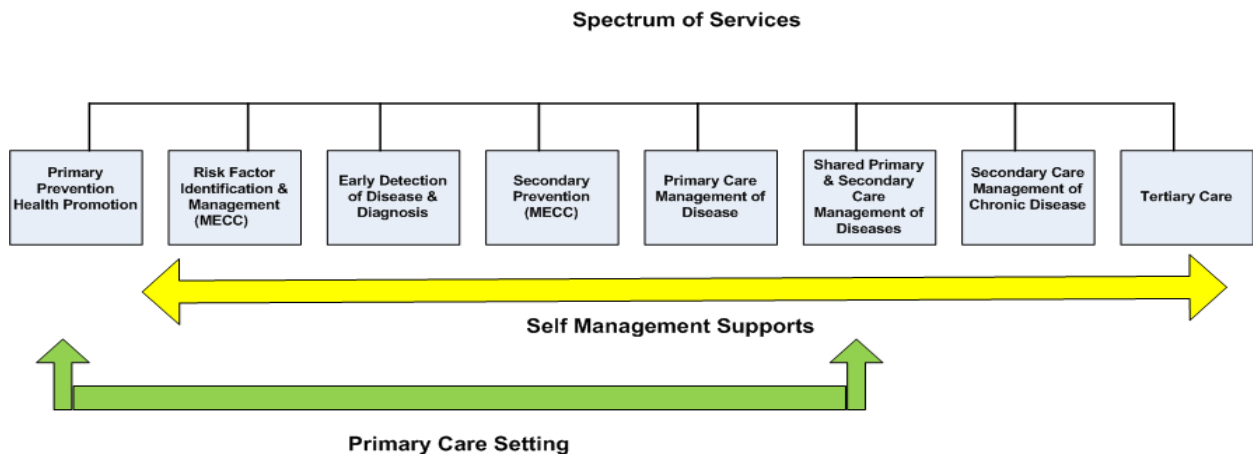 Spectrum of Services
Primary
Prevention
Health Promotion
Risk Factor
Identification &
Management
(MECC)
Early Detection
of Disease &
Diagnosis
Secondary
Prevention
(MECC)
Primary Care
Management of
Disease
Shared Primary
& Secondary
Care
Management of
Diseases
Secondary Care
Management of
Chronic Disease
Tertiary Care
Self Management Supports
Primary Care Setting